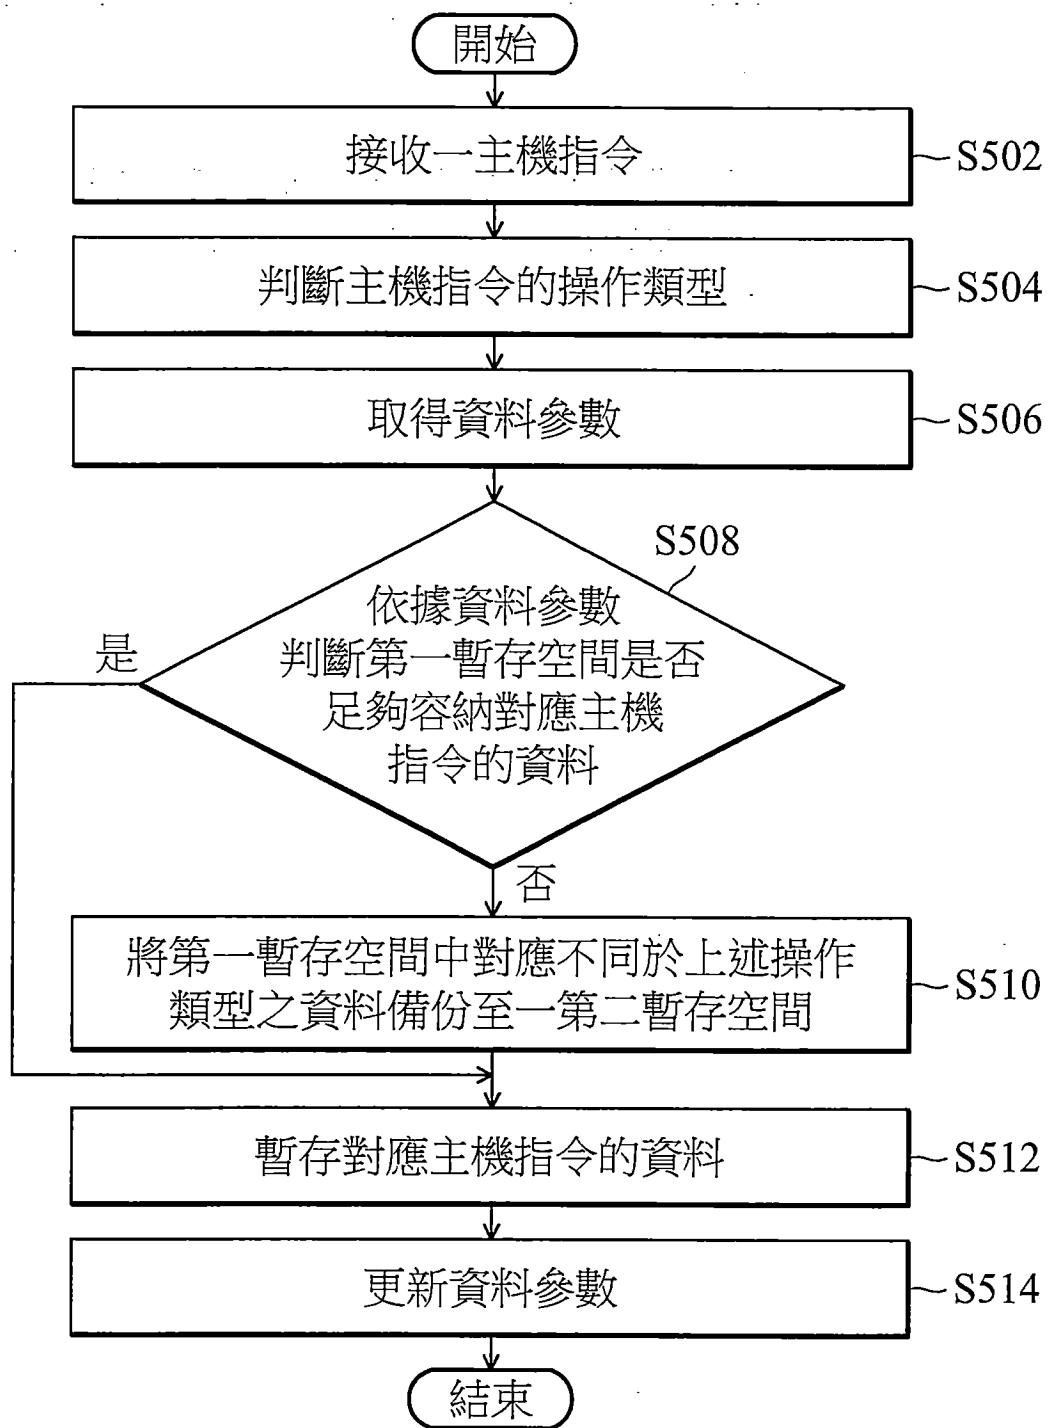 開始
接收一主機指令
S502
判斷主機指令的操作類型
S504
取得資料參數
S506
S508
依據資料參數
判斷第一暫存空間是否
足夠容納對應主機
指令的資料
是
否
將第一暫存空間中對應不同於上述操作
類型之資料備份至一第二暫存空間
S510
暫存對應主機指令的資料
S512
更新資料參數
S514
結束